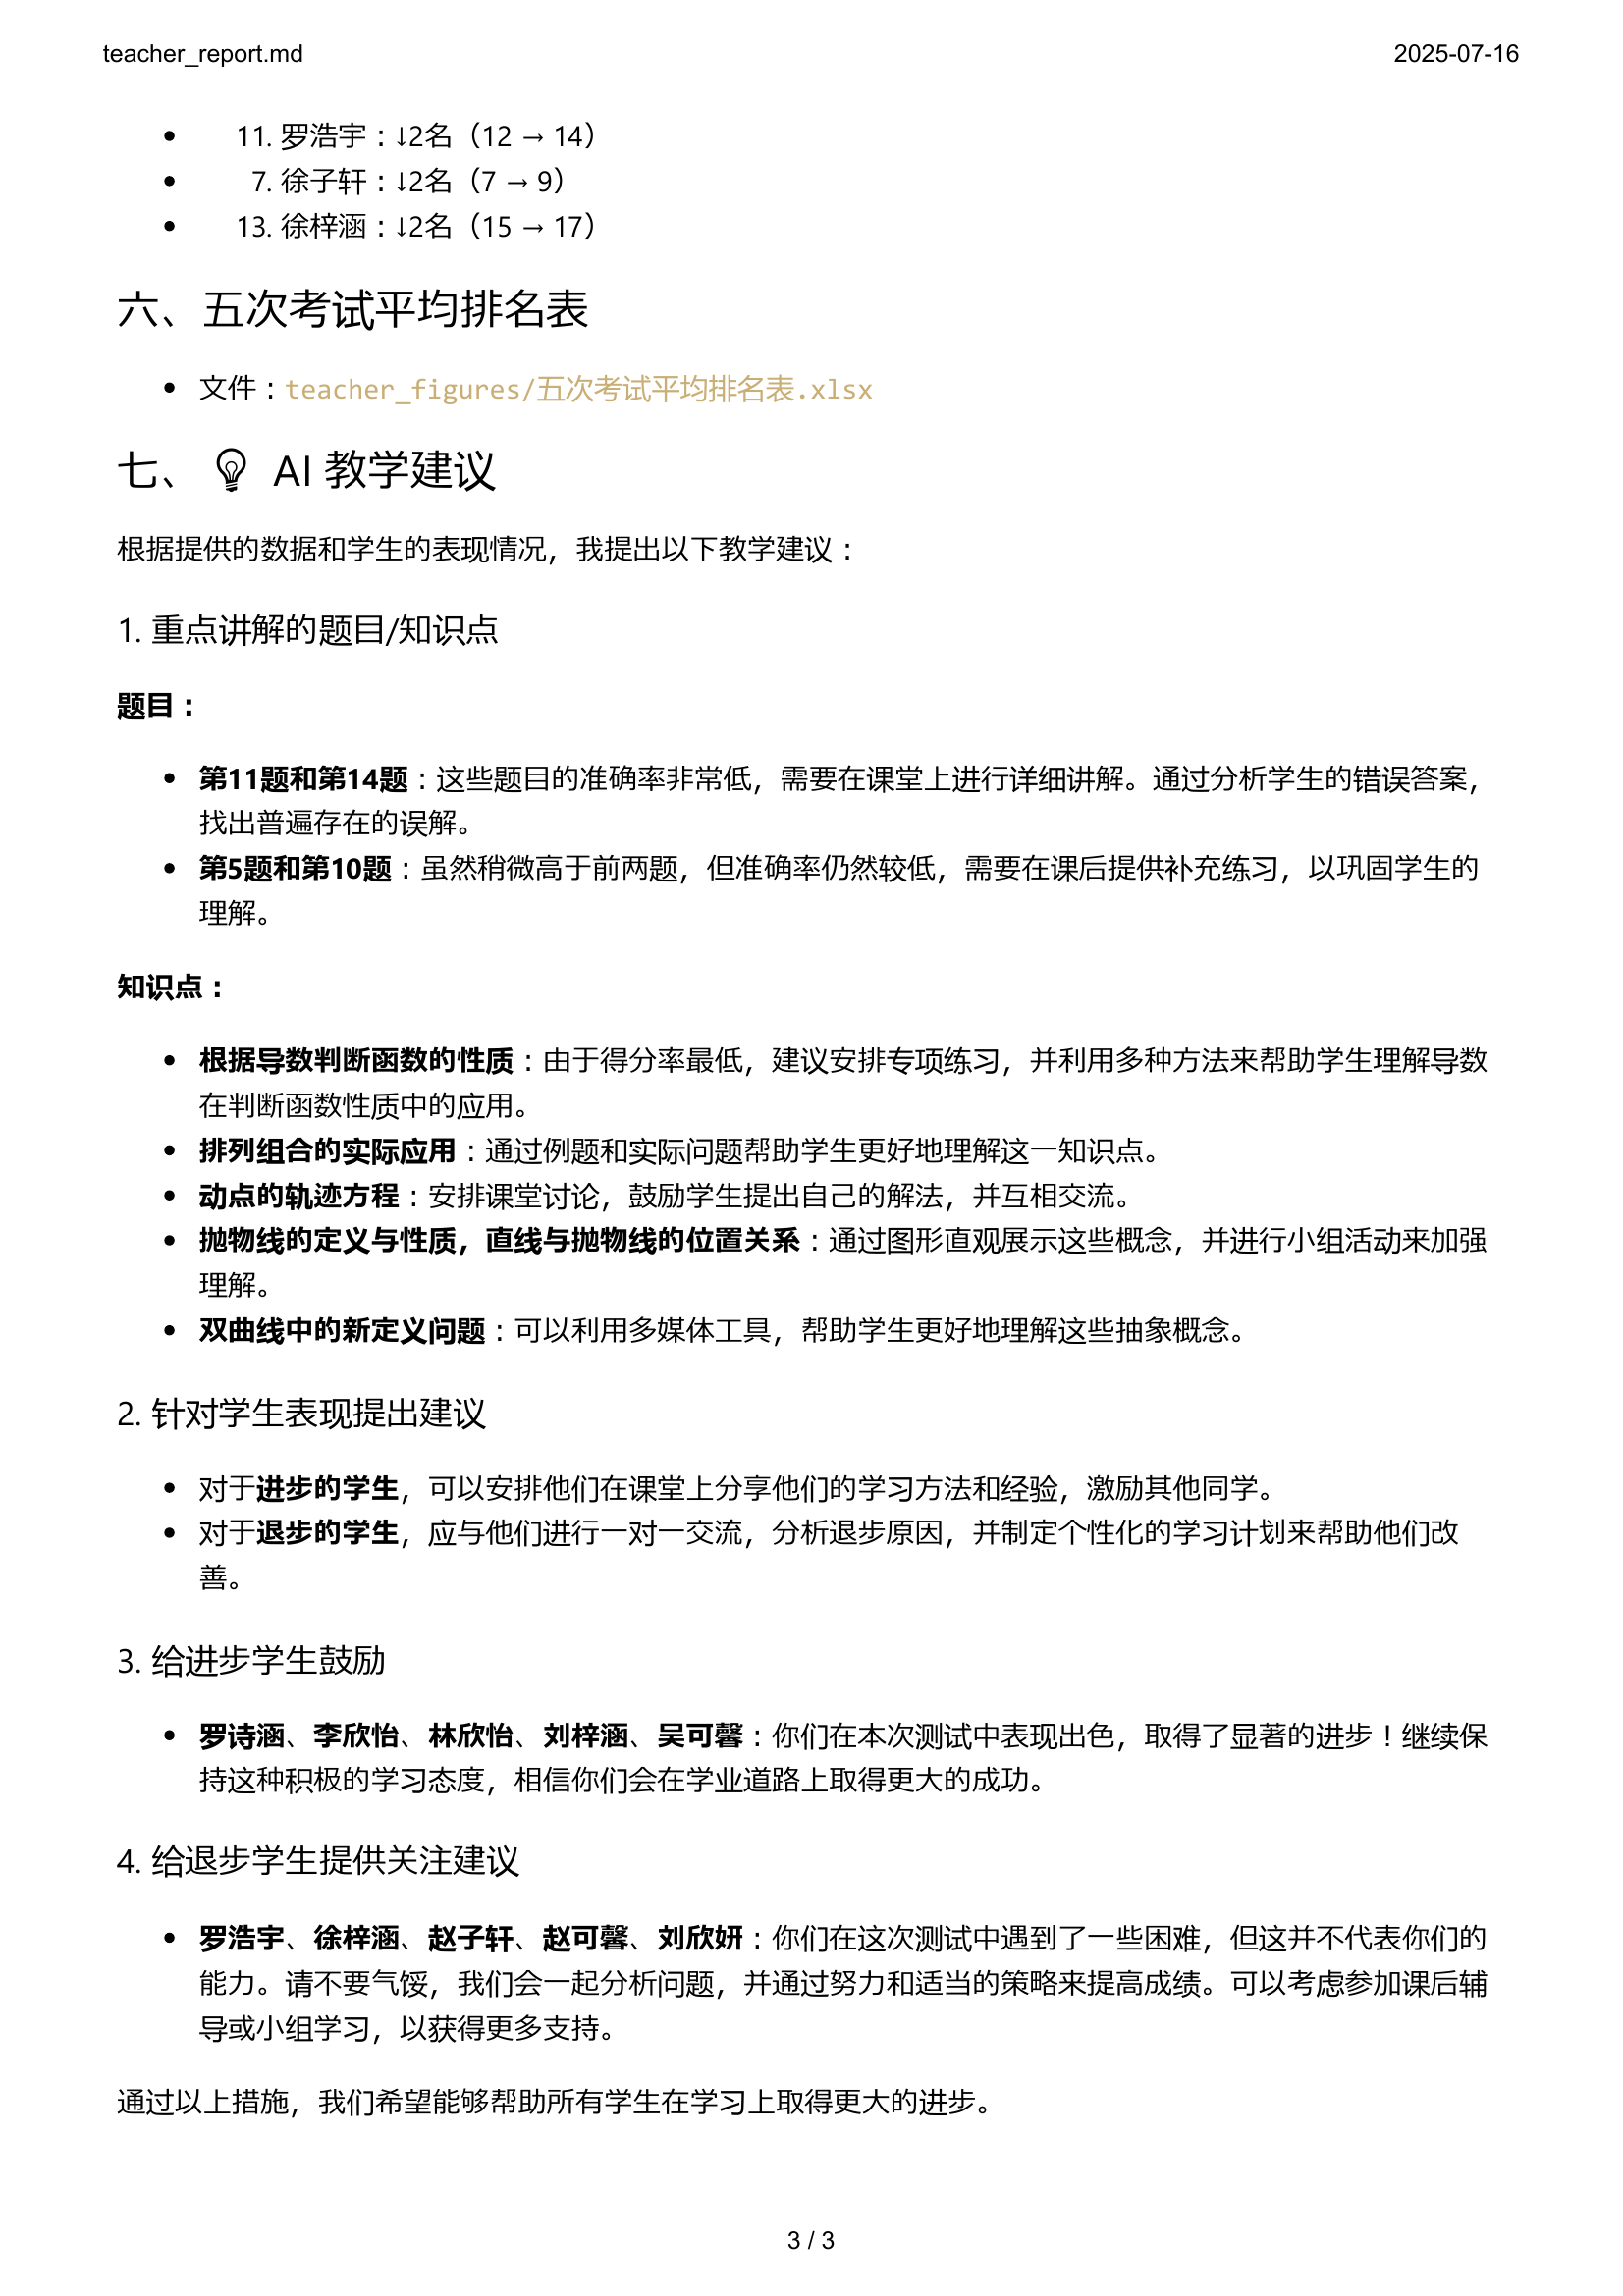 teacher_report.md
2025-07-16
• 11. 罗浩宇：↓2名（12 → 14）
• 7. 徐子轩：↓2名（7 → 9）
• 13. 徐梓涵：↓2名（15 → 17）
六、五次考试平均排名表
• 文件：teacher_figures/五次考试平均排名表.xlsx
七、💡 AI 教学建议
根据提供的数据和学生的表现情况，我提出以下教学建议：
1. 重点讲解的题目/知识点
题目：
• 第11题和第14题：这些题目的准确率非常低，需要在课堂上进行详细讲解。通过分析学生的错误答案，
找出普遍存在的误解。
• 第5题和第10题：虽然稍微高于前两题，但准确率仍然较低，需要在课后提供补充练习，以巩固学生的
理解。
知识点：
• 根据导数判断函数的性质：由于得分率最低，建议安排专项练习，并利用多种方法来帮助学生理解导数
在判断函数性质中的应用。
• 排列组合的实际应用：通过例题和实际问题帮助学生更好地理解这一知识点。
• 动点的轨迹方程：安排课堂讨论，鼓励学生提出自己的解法，并互相交流。
• 抛物线的定义与性质，直线与抛物线的位置关系：通过图形直观展示这些概念，并进行小组活动来加强
理解。
• 双曲线中的新定义问题：可以利用多媒体工具，帮助学生更好地理解这些抽象概念。
2. 针对学生表现提出建议
• 对于进步的学生，可以安排他们在课堂上分享他们的学习方法和经验，激励其他同学。
• 对于退步的学生，应与他们进行一对一交流，分析退步原因，并制定个性化的学习计划来帮助他们改
善。
3. 给进步学生鼓励
• 罗诗涵、李欣怡、林欣怡、刘梓涵、吴可馨：你们在本次测试中表现出色，取得了显著的进步！继续保
持这种积极的学习态度，相信你们会在学业道路上取得更大的成功。
4. 给退步学生提供关注建议
• 罗浩宇、徐梓涵、赵子轩、赵可馨、刘欣妍：你们在这次测试中遇到了一些困难，但这并不代表你们的
能力。请不要气馁，我们会一起分析问题，并通过努力和适当的策略来提高成绩。可以考虑参加课后辅
导或小组学习，以获得更多支持。
通过以上措施，我们希望能够帮助所有学生在学习上取得更大的进步。
3 / 3